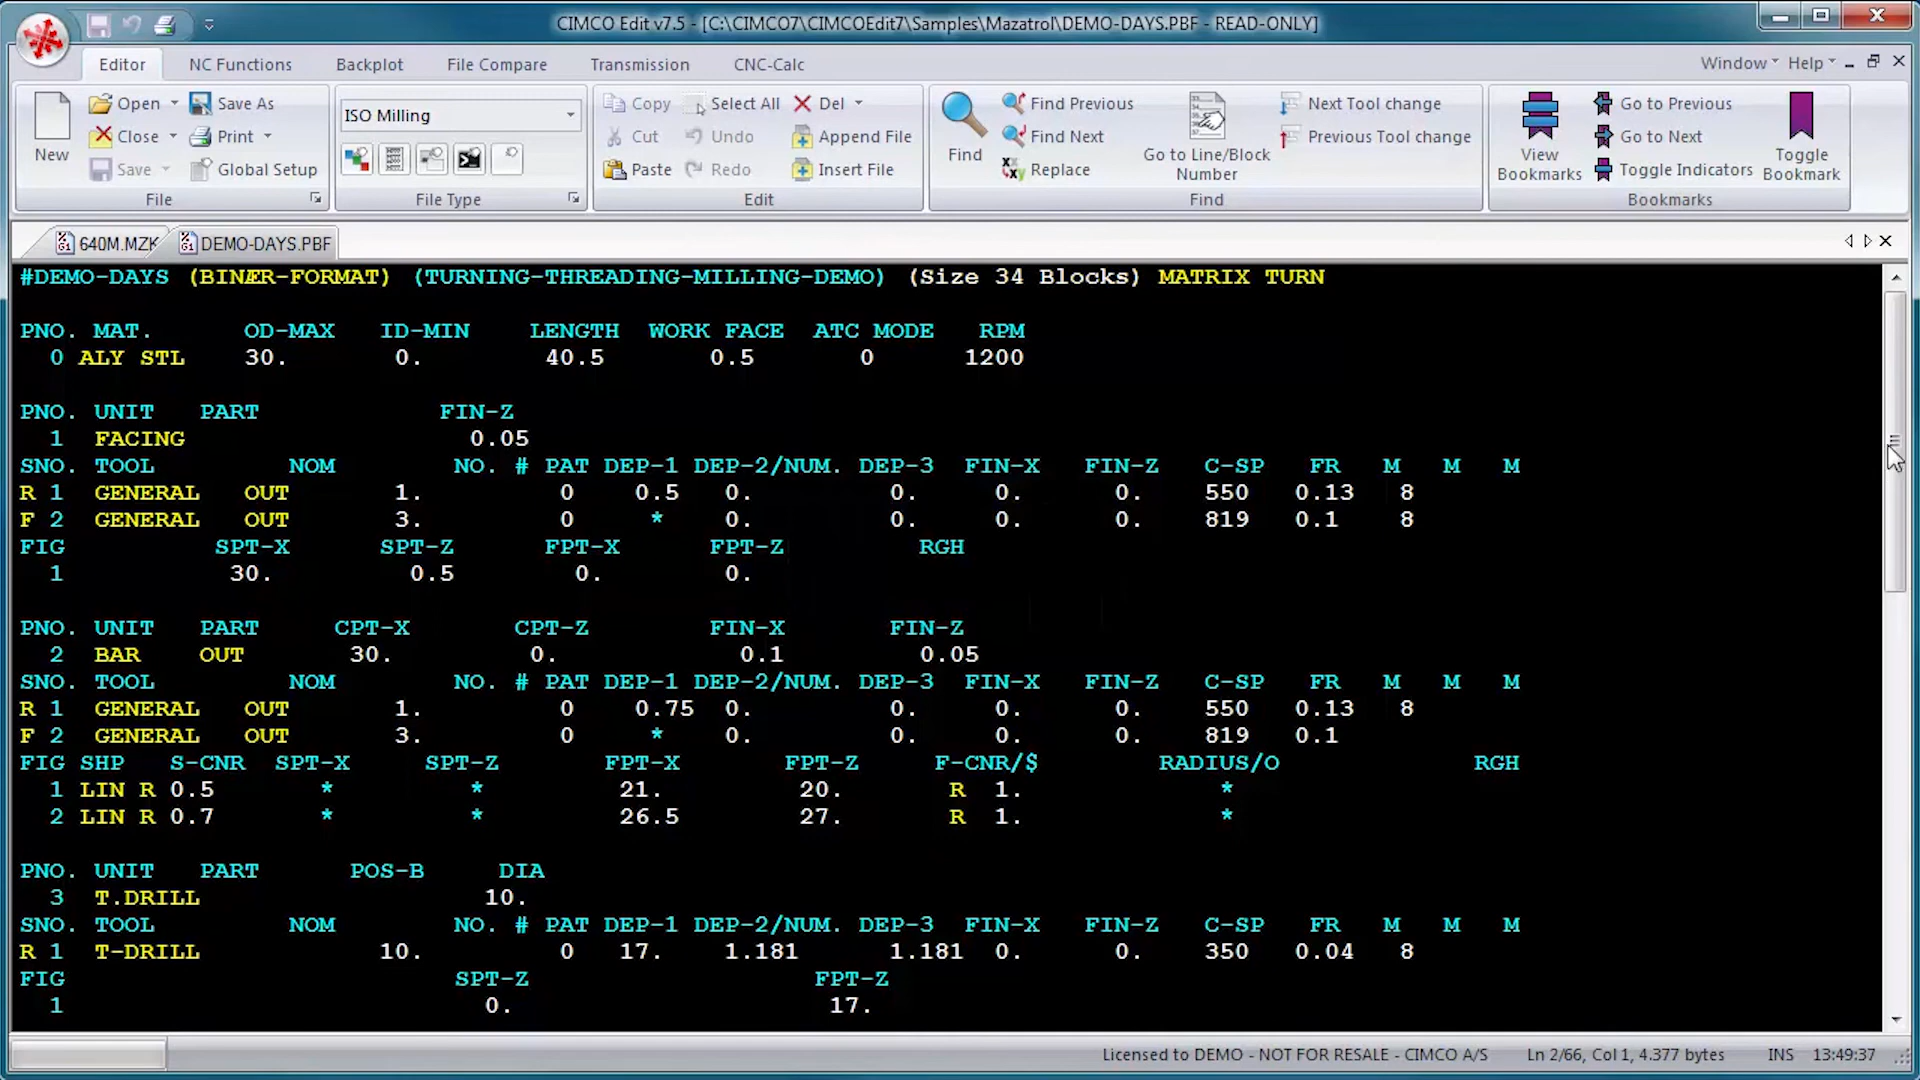 CIMCO Edit v7.5 - [C:\CIMCO7\CIMCOEdit7\Samples\Mazatrol\DEMO-DAYS.PBF - READ-ONLY]
Editor NC Functions Backplot File Compare Transmission CNC-Calc Window Help
New Open Close Save Save As Print Global Setup
File
ISO Milling
File Type
Copy Cut Paste Select All Undo Redo Del Append File Insert File
Edit
Find Find Previous Find Next Replace Go to Line/Block Number Next Tool change Previous Tool change
Find
View Bookmarks Go to Previous Go to Next Toggle Indicators Toggle Bookmark
Bookmarks
640M.MZK DEMO-DAYS.PBF
#DEMO-DAYS (BINÆR-FORMAT) (TURNING-THREADING-MILLING-DEMO) (Size 34 Blocks) MATRIX TURN
PNO. MAT. OD-MAX ID-MIN LENGTH WORK FACE ATC MODE RPM
0 ALY STL 30. 0. 40.5 0.5 0 1200
PNO. UNIT PART FIN-Z
1 FACING 0.05
SNO. TOOL NOM NO. # PAT DEP-1 DEP-2/NUM. DEP-3 FIN-X FIN-Z C-SP FR M M M
R 1 GENERAL OUT 1. 0 0.5 0. 0. 0. 0. 550 0.13 8
F 2 GENERAL OUT 3. 0 * 0. 0. 0. 0. 819 0.1 8
FIG SPT-X SPT-Z FPT-X FPT-Z RGH
1 30. 0.5 0. 0.
PNO. UNIT PART CPT-X CPT-Z FIN-X FIN-Z
2 BAR OUT 30. 0. 0.1 0.05
SNO. TOOL NOM NO. # PAT DEP-1 DEP-2/NUM. DEP-3 FIN-X FIN-Z C-SP FR M M M
R 1 GENERAL OUT 1. 0 0.75 0. 0. 0. 0. 550 0.13 8
F 2 GENERAL OUT 3. 0 * 0. 0. 0. 0. 819 0.1
FIG SHP S-CNR SPT-X SPT-Z FPT-X FPT-Z F-CNR/$ RADIUS/O RGH
1 LIN R 0.5 * * 21. 20. R 1. *
2 LIN R 0.7 * * 26.5 27. R 1. *
PNO. UNIT PART POS-B DIA
3 T.DRILL 10.
SNO. TOOL NOM NO. # PAT DEP-1 DEP-2/NUM. DEP-3 FIN-X FIN-Z C-SP FR M M M
R 1 T-DRILL 10. 0 17. 1.181 1.181 0. 0. 350 0.04 8
FIG SPT-Z FPT-Z
1 0. 17.
Licensed to DEMO - NOT FOR RESALE - CIMCO A/S Ln 2/66, Col 1, 4.377 bytes INS 13:49:37